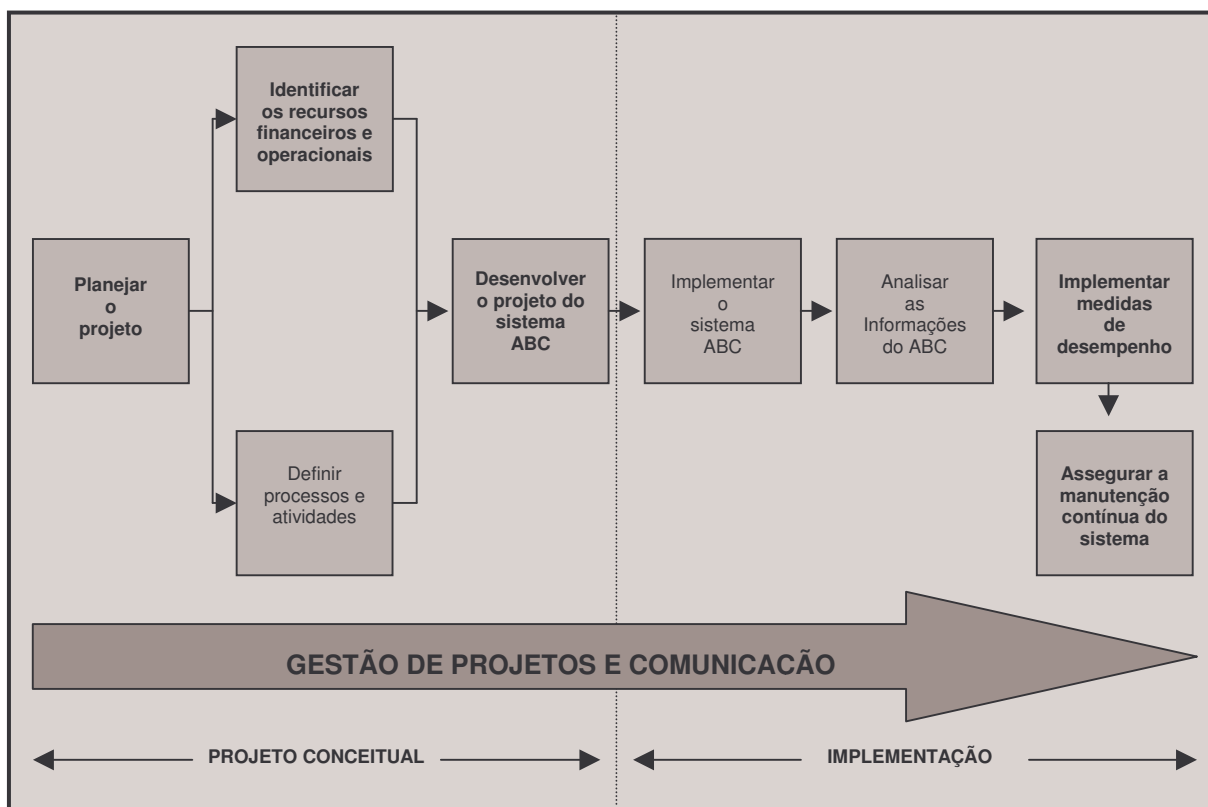 Identificar
os recursos
financeiros e
operacionais
Planejar
o
projeto
Desenvolver
o projeto do
sistema
ABC
Implementar
o
sistema
ABC
Analisar
as
Informações
do ABC
Implementar
medidas
de
desempenho
Definir
processos e
atividades
Assegurar a
manutenção
contínua do
sistema
GESTÃO DE PROJETOS E COMUNICACÃO
PROJETO CONCEITUAL
IMPLEMENTAÇÃO